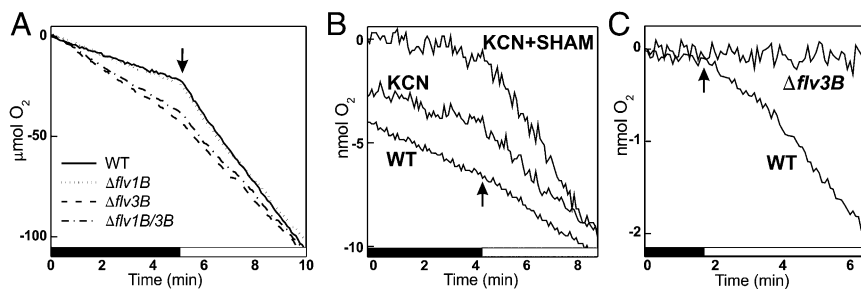 A
μmol O2
0
-50
-100
WT
Δflv1B
Δflv3B
Δflv1B/3B
0 2 4 6 8 10
Time (min)
B
nmol O2
0
-5
-10
KCN+SHAM
KCN
WT
0 2 4 6 8
Time (min)
C
nmol O2
0
-1
-2
Δflv3B
WT
0 2 4 6
Time (min)